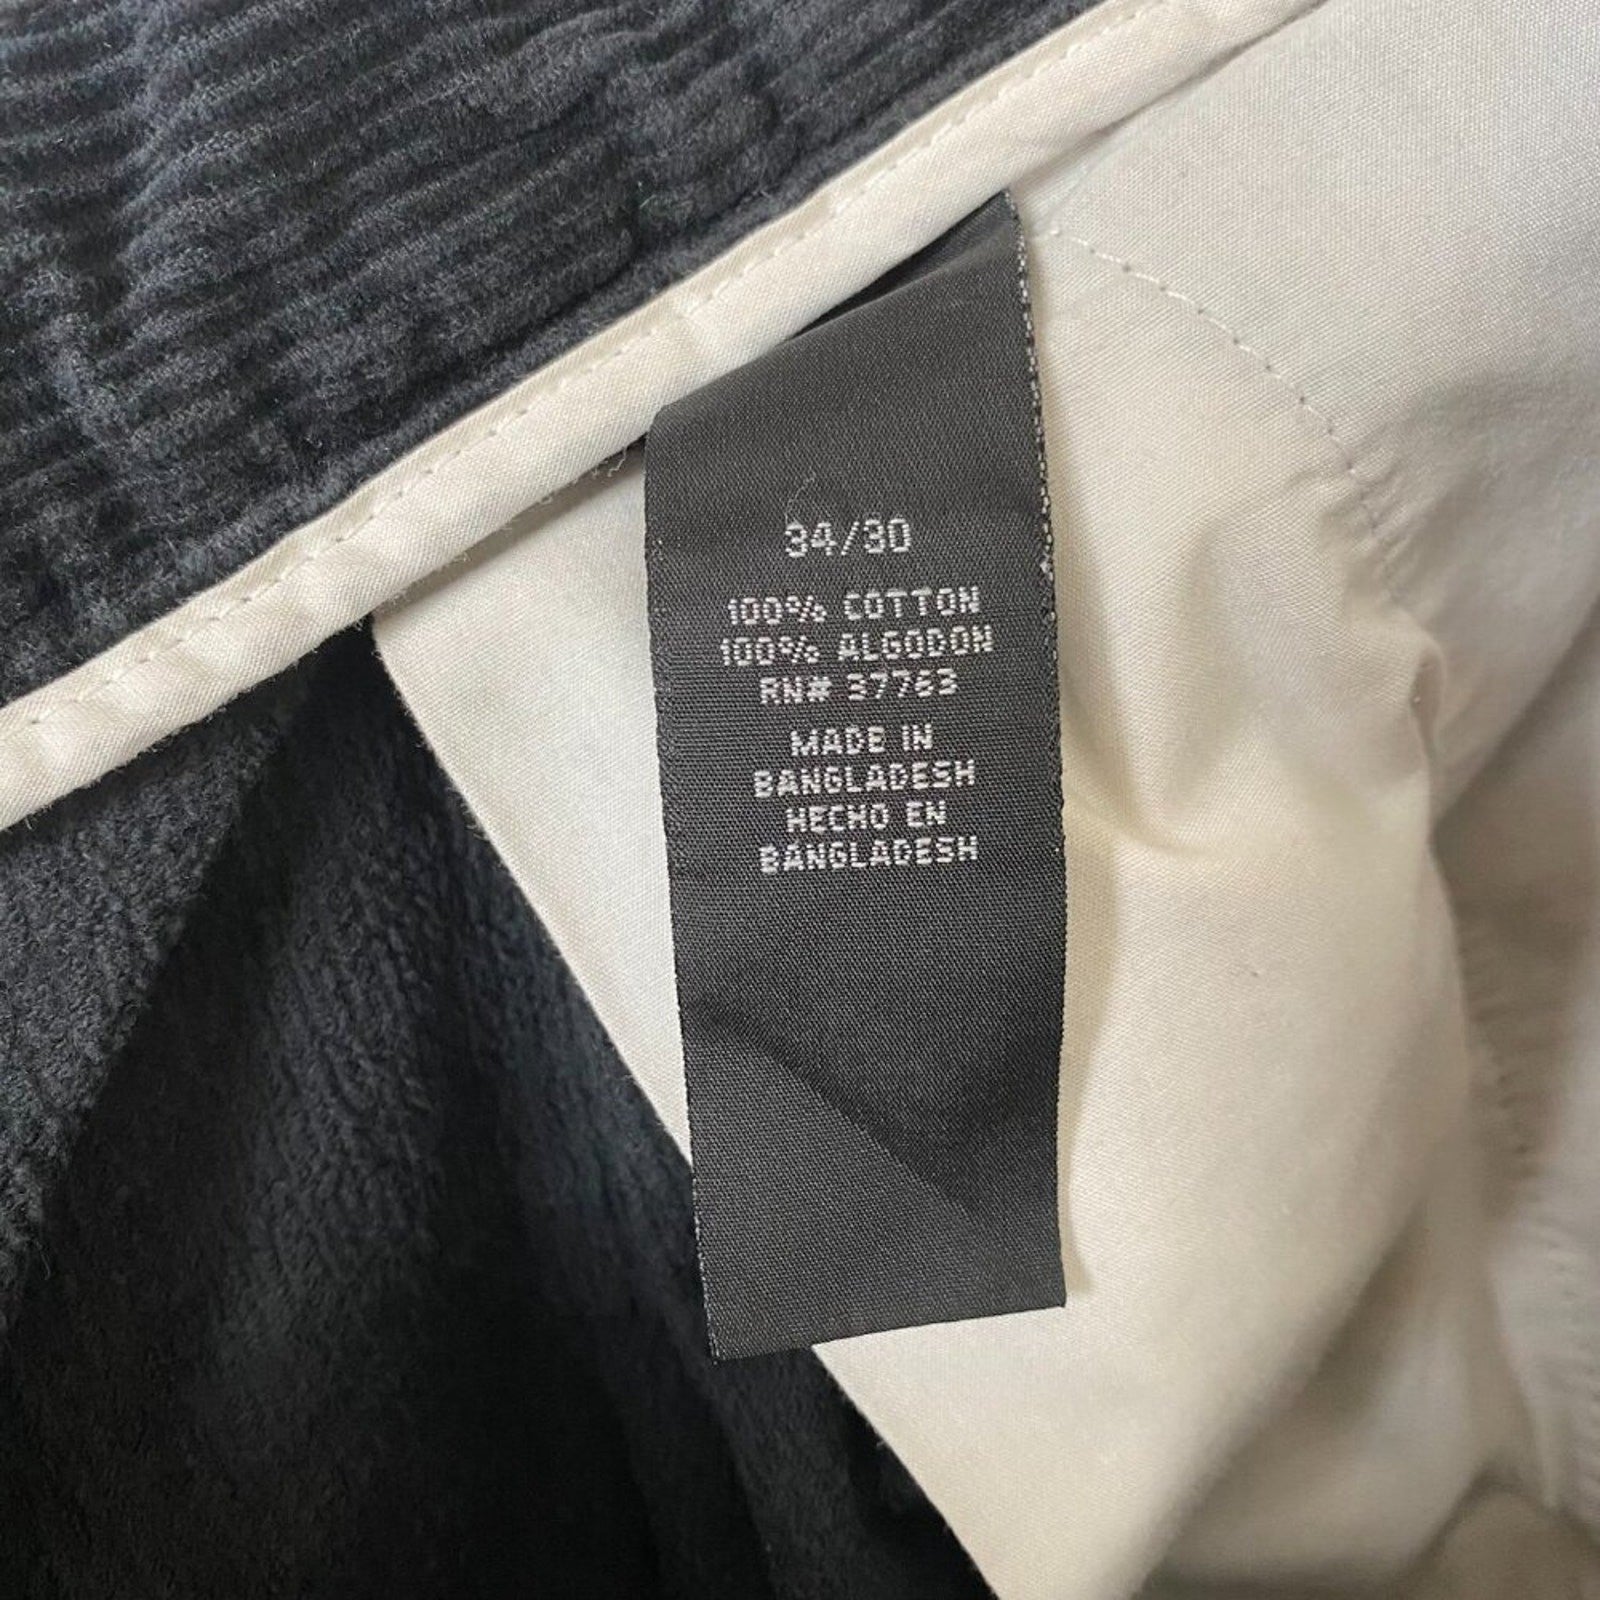 34/30
100% COTTON
100% ALGODON
RN# 37763
MADE IN
BANGLADESH
HECHO EN
BANGLADESH